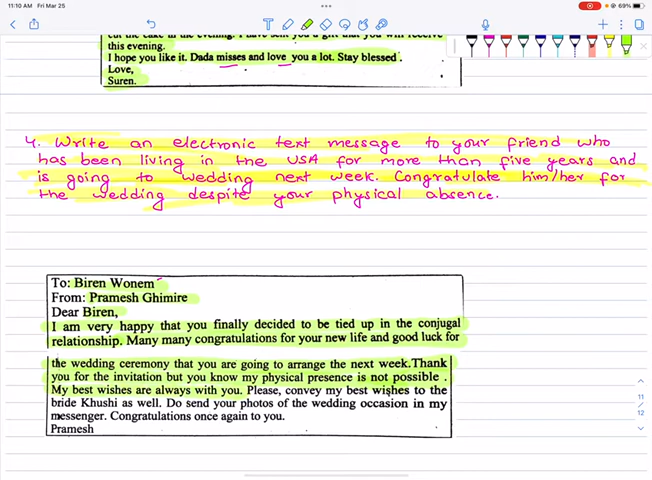 11:10 AM Fri Mar 25
69%
this evening.
I hope you like it. Dada misses and love you a lot. Stay blessed.
Love,
Suren.
4. Write an electronic text message to your friend who
has been living in the USA for more than five years and
is going to wedding next week. Congratulate him/her for
the wedding despite your physical absence.
To: Biren Wonem
From: Pramesh Ghimire
Dear Biren,
I am very happy that you finally decided to be tied up in the conjugal
relationship. Many many congratulations for your new life and good luck for
the wedding ceremony that you are going to arrange the next week. Thank
you for the invitation but you know my physical presence is not possible.
My best wishes are always with you. Please, convey my best wishes to the
bride Khushi as well. Do send your photos of the wedding occasion in my
messenger. Congratulations once again to you.
Pramesh
11
/
12